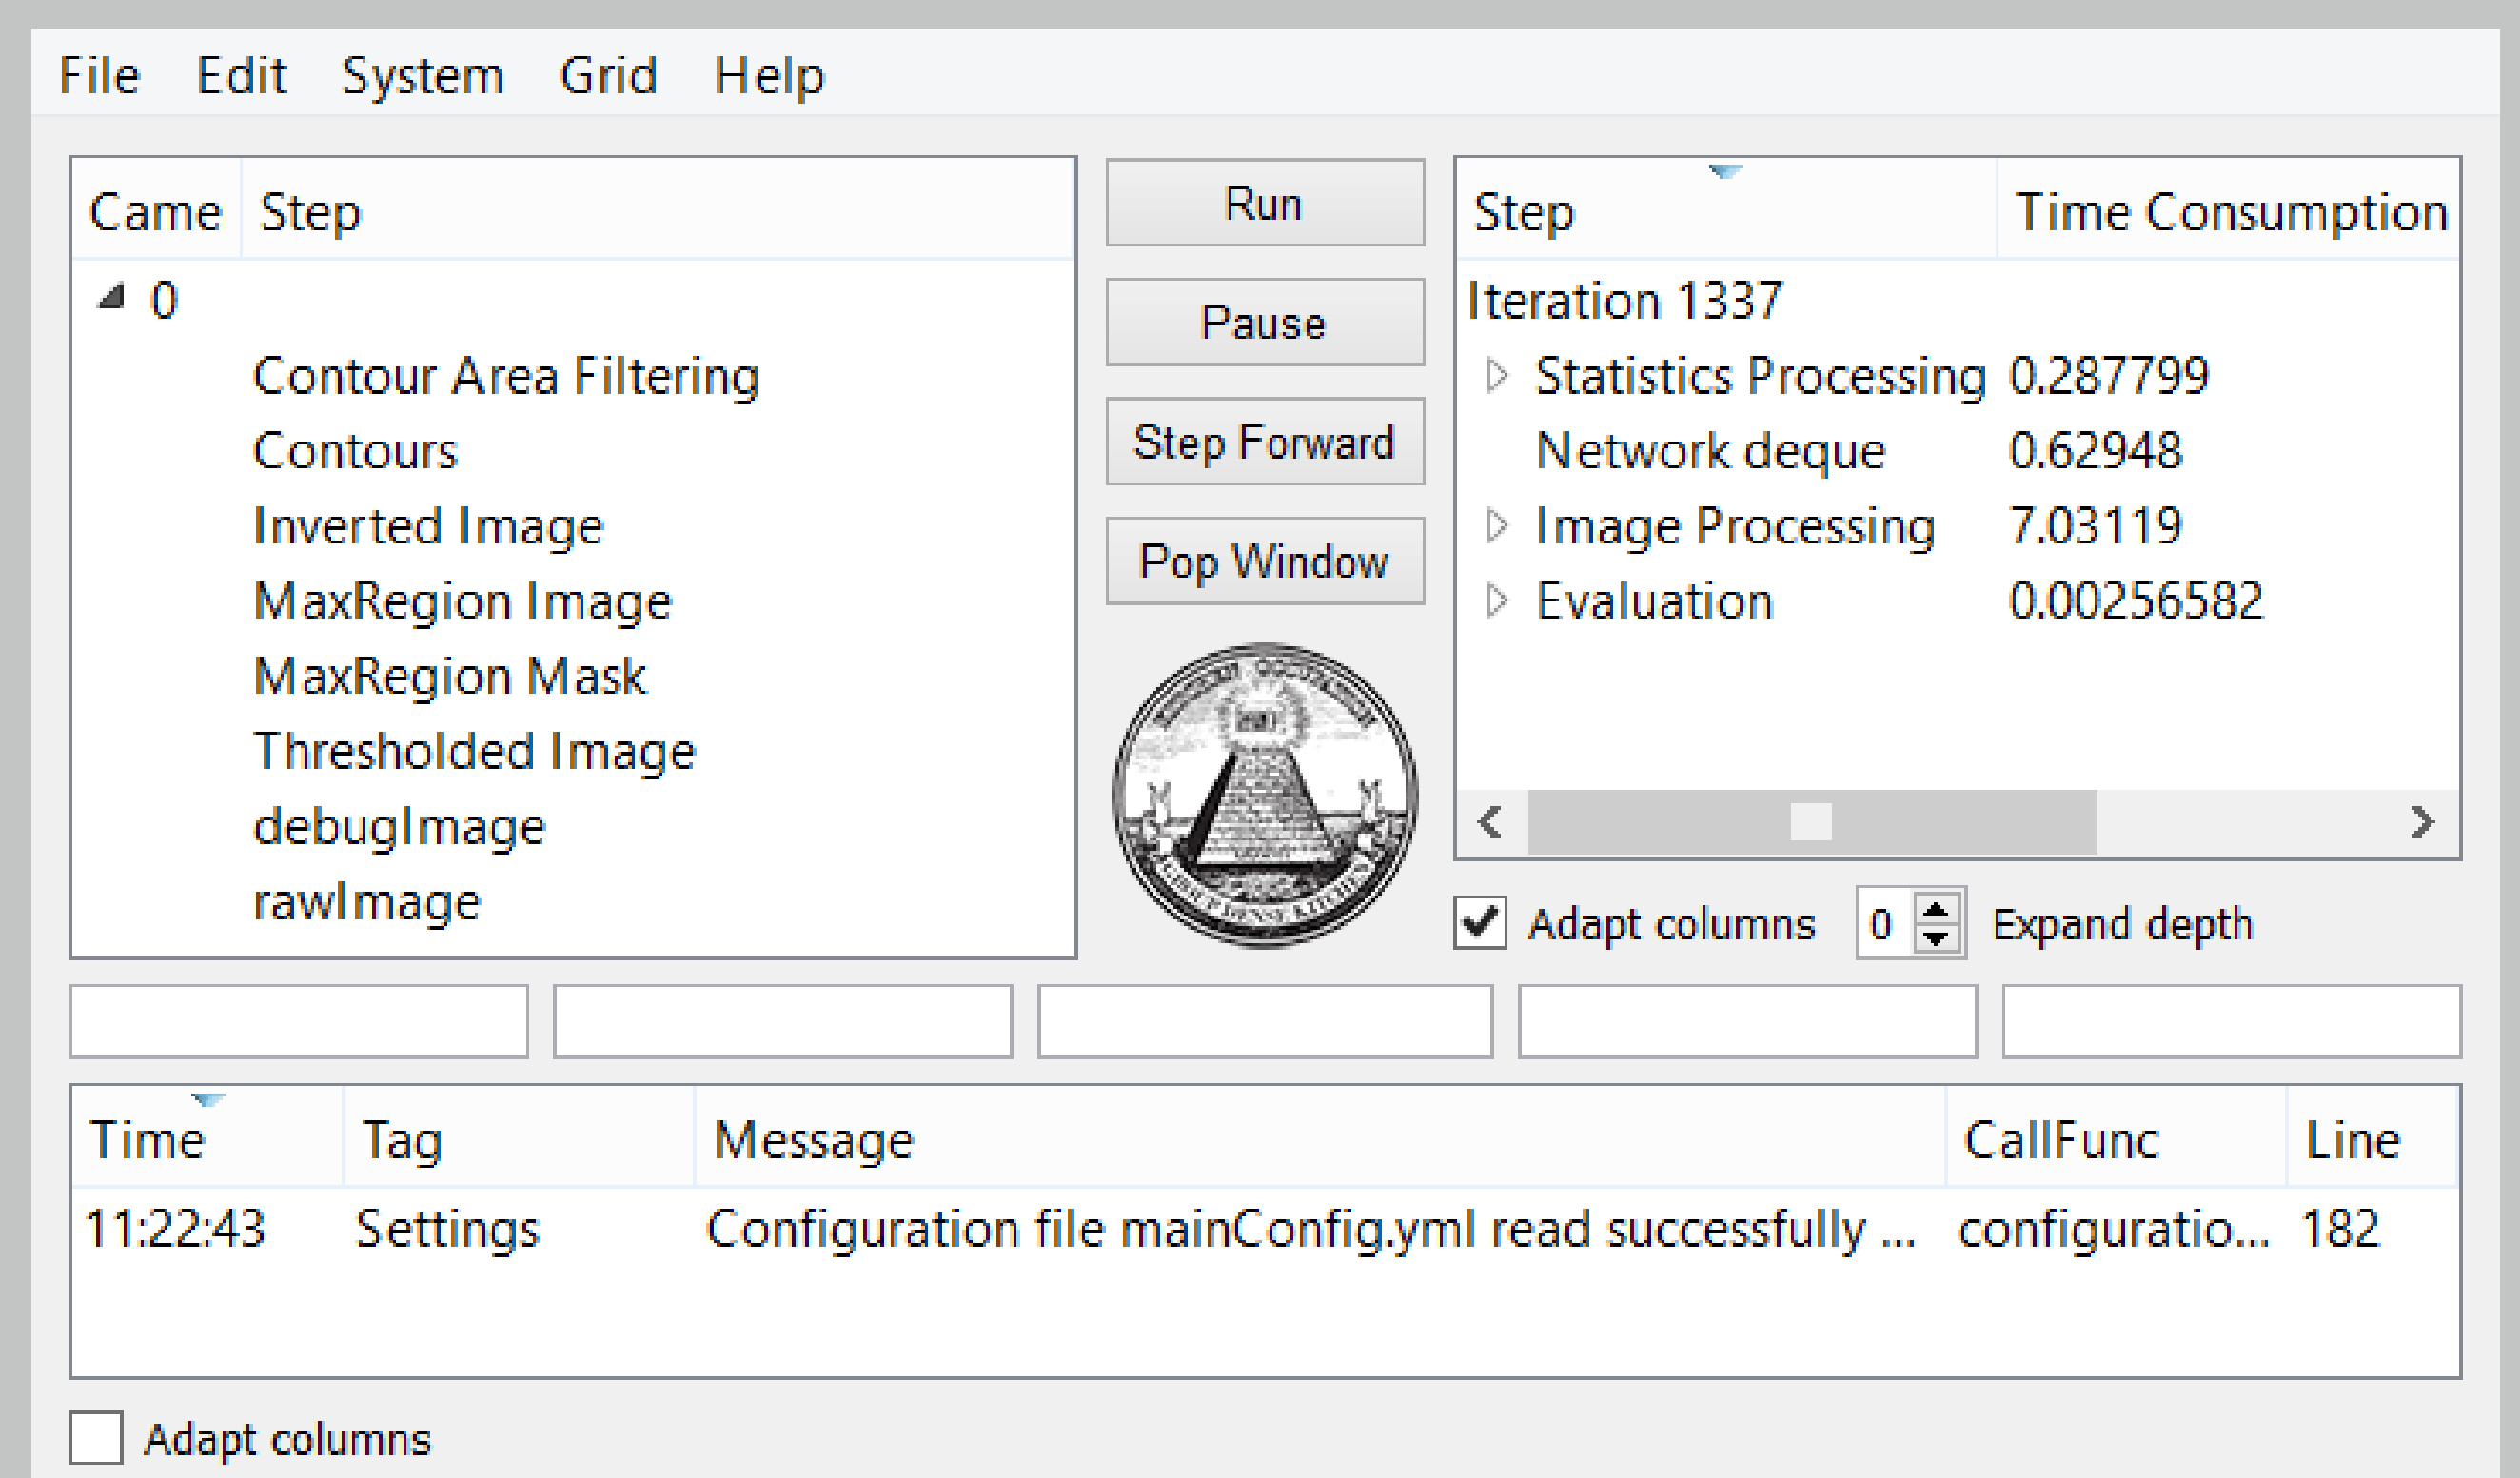 File Edit System Grid Help
Came Step
0
Contour Area Filtering
Contours
Inverted Image
MaxRegion Image
MaxRegion Mask
Thresholded Image
debugImage
rawImage
Run
Pause
Step Forward
Pop Window
Step Time Consumption
Iteration 1337
Statistics Processing 0.287799
Network deque 0.62948
Image Processing 7.03119
Evaluation 0.00256582
Adapt columns 0 Expand depth
Time Tag Message CallFunc Line
11:22:43 Settings Configuration file mainConfig.yml read successfully ... configuratio... 182
Adapt columns